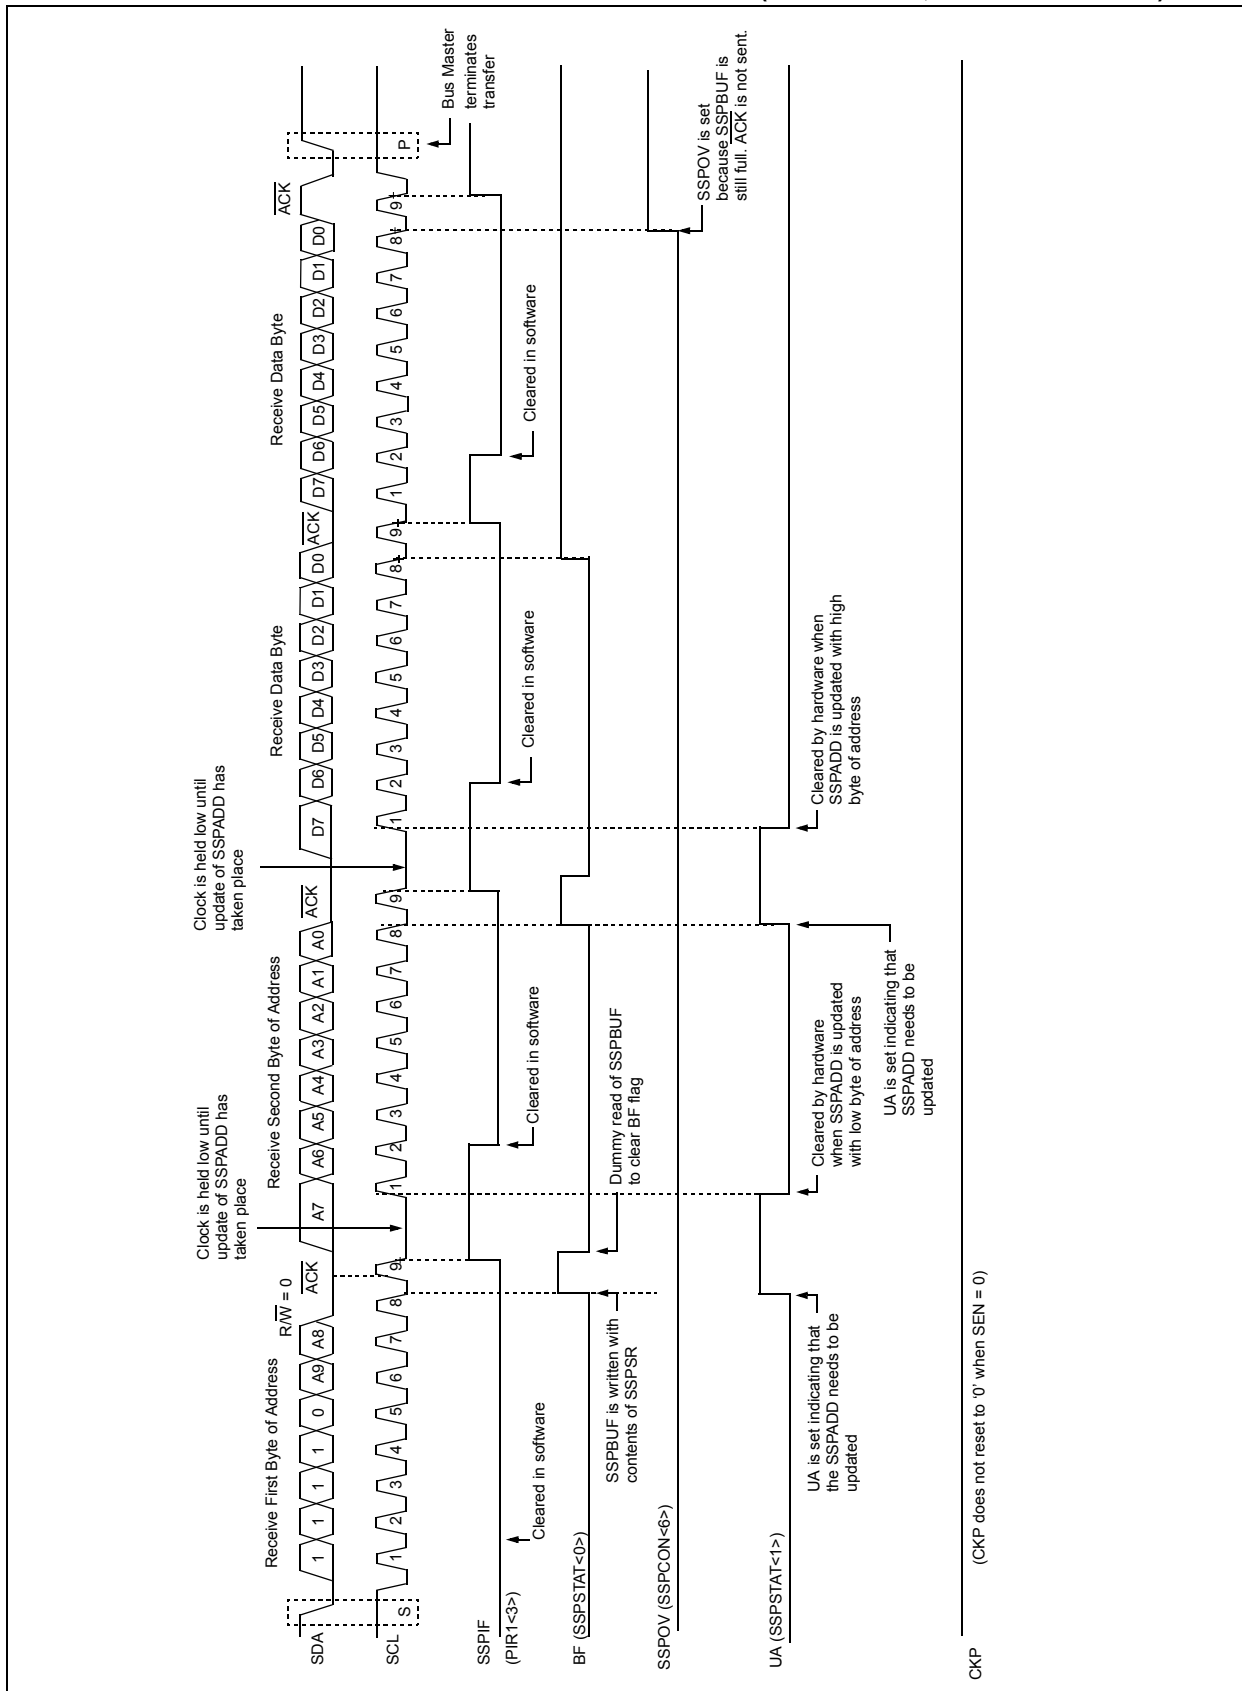 Receive First Byte of Address
R/W = 0
ACK
Receive Second Byte of Address
ACK
Receive Data Byte
ACK
Receive Data Byte
ACK
Clock is held low until
update of SSPADD has
taken place
Clock is held low until
update of SSPADD has
taken place
SDA
1 1 1 1 0 A9 A8
A7 A6 A5 A4 A3 A2 A1 A0
D7 D6 D5 D4 D3 D2 D1 D0
D7 D6 D5 D4 D3 D2 D1 D0
SCL
S
1 2 3 4 5 6 7 8 9
1 2 3 4 5 6 7 8 9
1 2 3 4 5 6 7 8 9
1 2 3 4 5 6 7 8 9
P
Bus Master
terminates
transfer
SSPIF
(PIR1<3>)
Cleared in software
Cleared in software
Cleared in software
Cleared in software
BF (SSPSTAT<0>)
SSPBUF is written with
contents of SSPSR
Dummy read of SSPBUF
to clear BF flag
SSPOV (SSPCON<6>)
SSPOV is set
because SSPBUF is
still full. ACK is not sent.
UA (SSPSTAT<1>)
UA is set indicating that
the SSPADD needs to be
updated
Cleared by hardware
when SSPADD is updated
with low byte of address
UA is set indicating that
SSPADD needs to be
updated
Cleared by hardware when
SSPADD is updated with high
byte of address
CKP
(CKP does not reset to ‘0’ when SEN = 0)